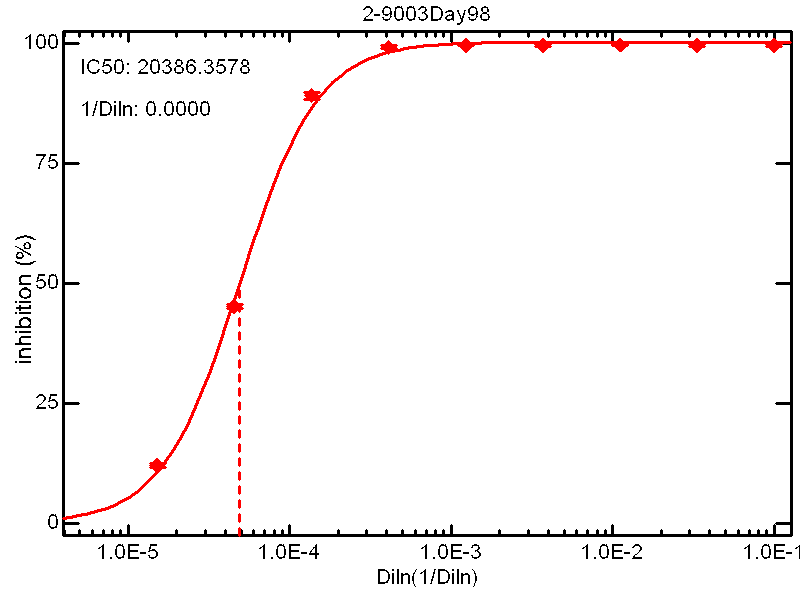 2-9003Day98
100
IC50: 20386.3578
1/Diln: 0.0000
75
50
25
0
inhibition (%)
1.0E-5 1.0E-4 1.0E-3 1.0E-2 1.0E-1
Diln(1/Diln)